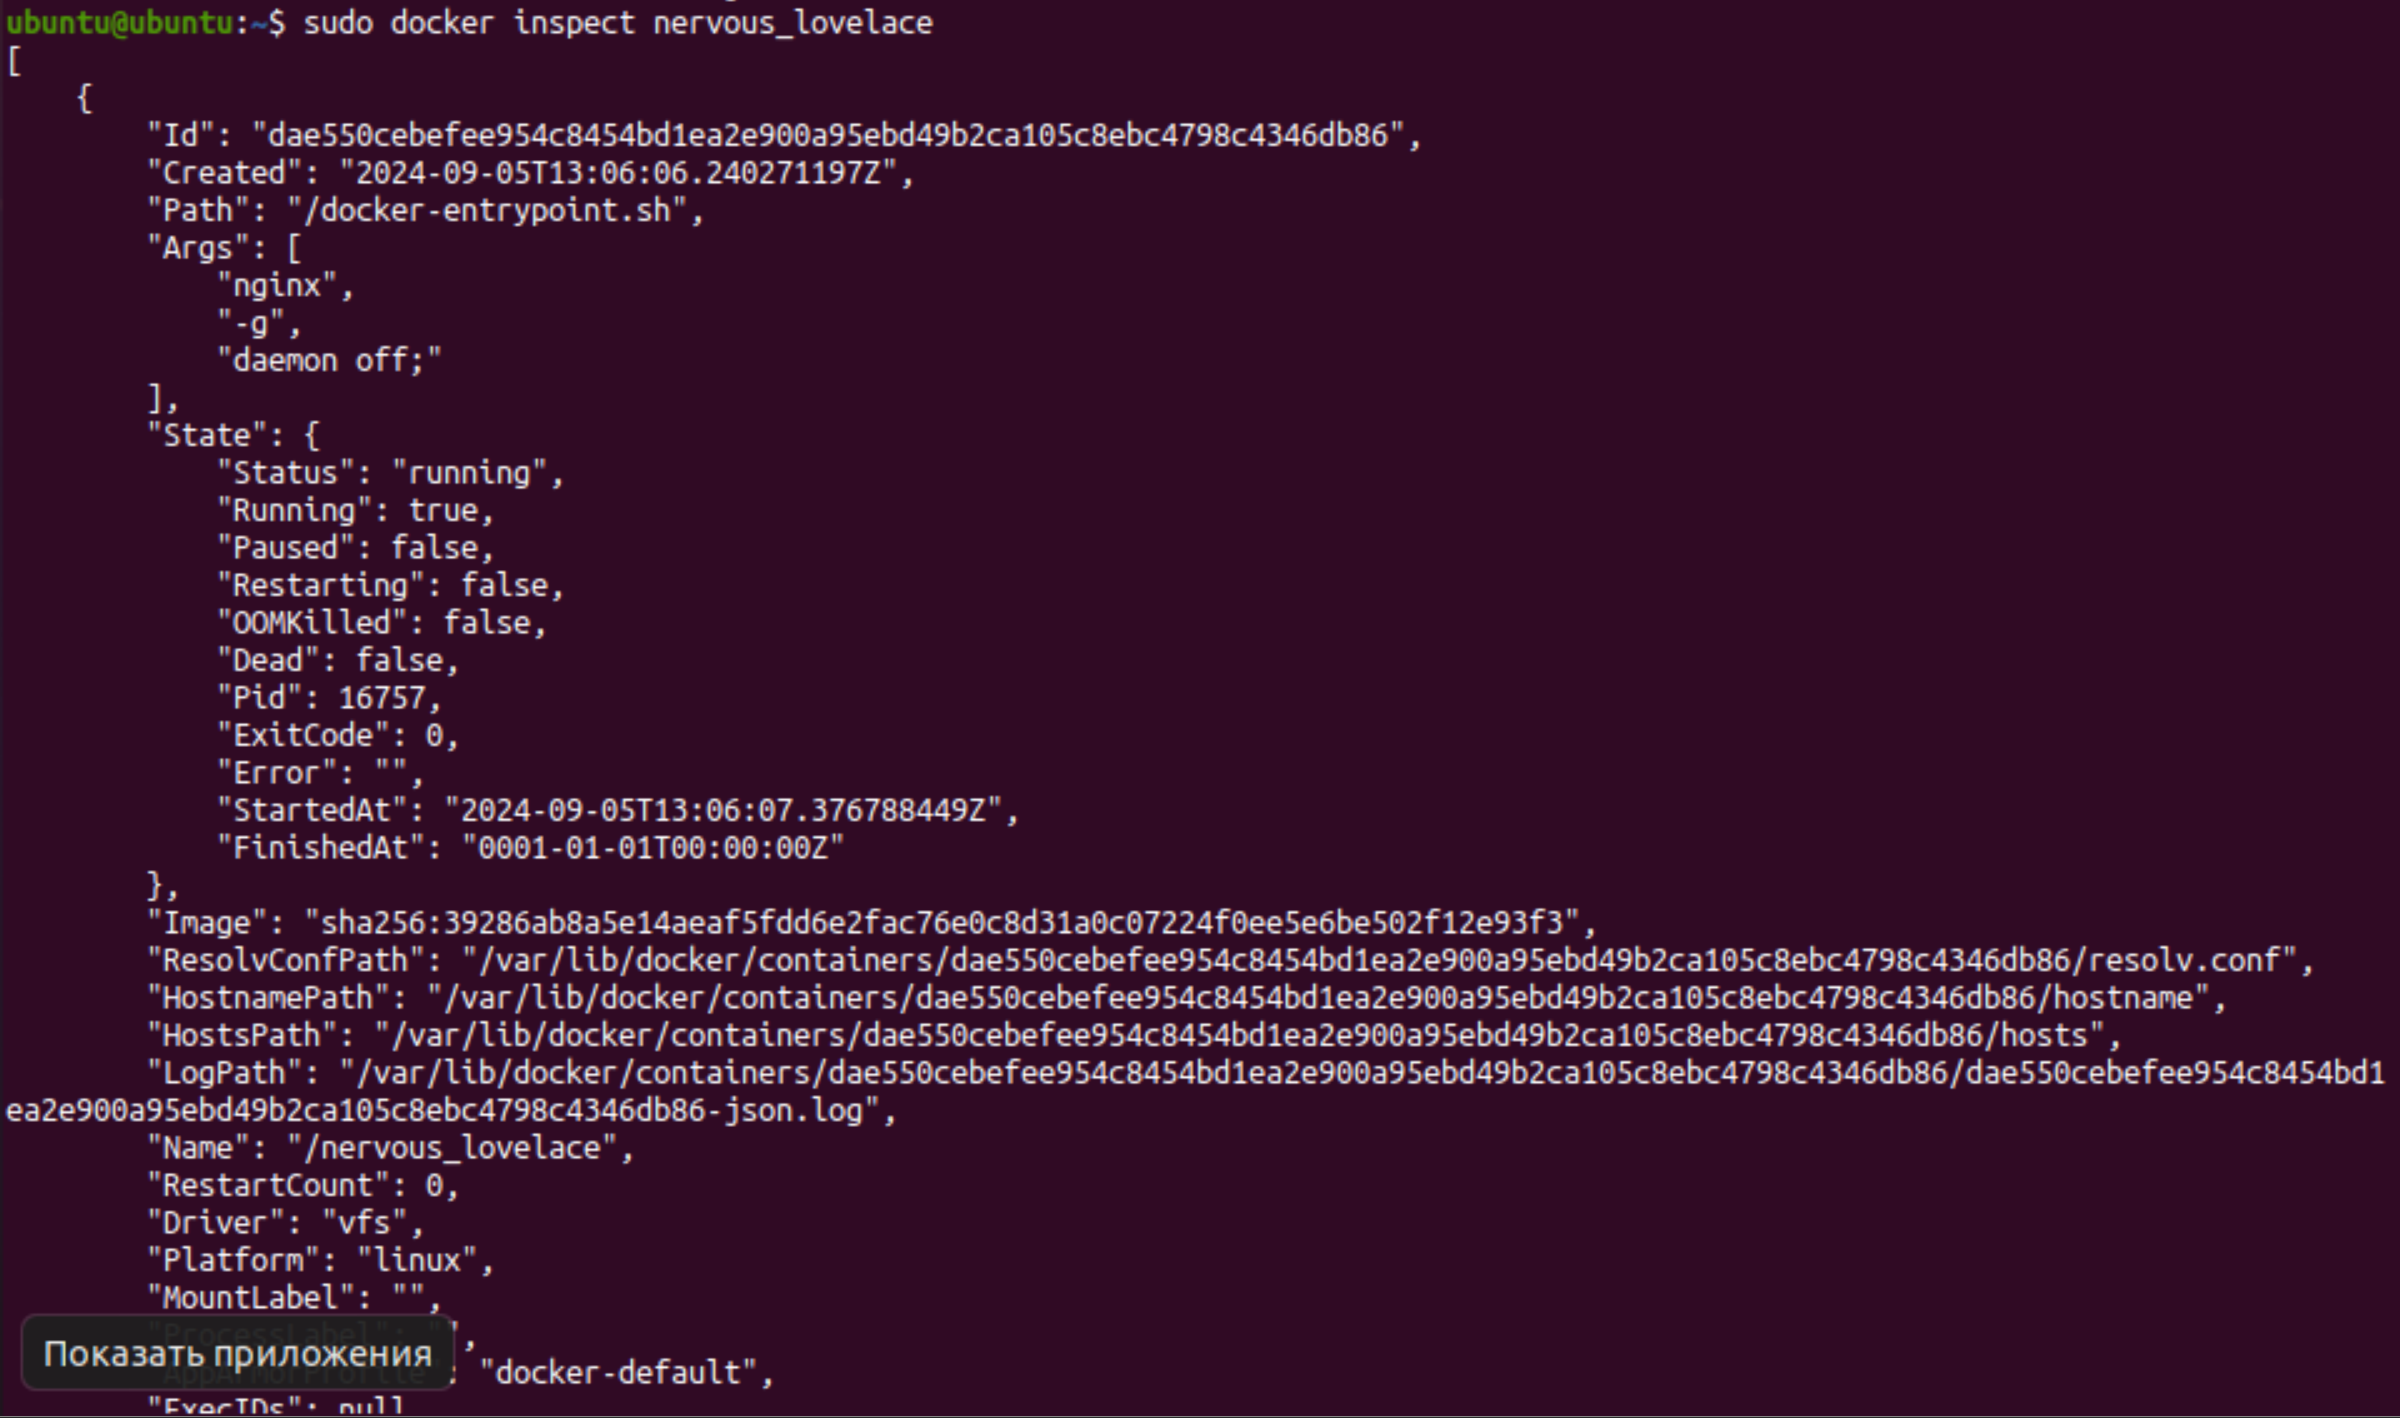 ubuntu@ubuntu:~$ sudo docker inspect nervous_lovelace
[
    {
        "Id": "dae550cebefee954c8454bd1ea2e900a95ebd49b2ca105c8ebc4798c4346db86",
        "Created": "2024-09-05T13:06:06.240271197Z",
        "Path": "/docker-entrypoint.sh",
        "Args": [
            "nginx",
            "-g",
            "daemon off;"
        ],
        "State": {
            "Status": "running",
            "Running": true,
            "Paused": false,
            "Restarting": false,
            "OOMKilled": false,
            "Dead": false,
            "Pid": 16757,
            "ExitCode": 0,
            "Error": "",
            "StartedAt": "2024-09-05T13:06:07.376788449Z",
            "FinishedAt": "0001-01-01T00:00:00Z"
        },
        "Image": "sha256:39286ab8a5e14aeaf5fdd6e2fac76e0c8d31a0c07224f0ee5e6be502f12e93f3",
        "ResolvConfPath": "/var/lib/docker/containers/dae550cebefee954c8454bd1ea2e900a95ebd49b2ca105c8ebc4798c4346db86/resolv.conf",
        "HostnamePath": "/var/lib/docker/containers/dae550cebefee954c8454bd1ea2e900a95ebd49b2ca105c8ebc4798c4346db86/hostname",
        "HostsPath": "/var/lib/docker/containers/dae550cebefee954c8454bd1ea2e900a95ebd49b2ca105c8ebc4798c4346db86/hosts",
        "LogPath": "/var/lib/docker/containers/dae550cebefee954c8454bd1ea2e900a95ebd49b2ca105c8ebc4798c4346db86/dae550cebefee954c8454bd1
ea2e900a95ebd49b2ca105c8ebc4798c4346db86-json.log",
        "Name": "/nervous_lovelace",
        "RestartCount": 0,
        "Driver": "vfs",
        "Platform": "linux",
        "MountLabel": "",
        "ProcessLabel": "",
Показать приложения
        "AppArmorProfile": "docker-default",
        "ExecIDs": null